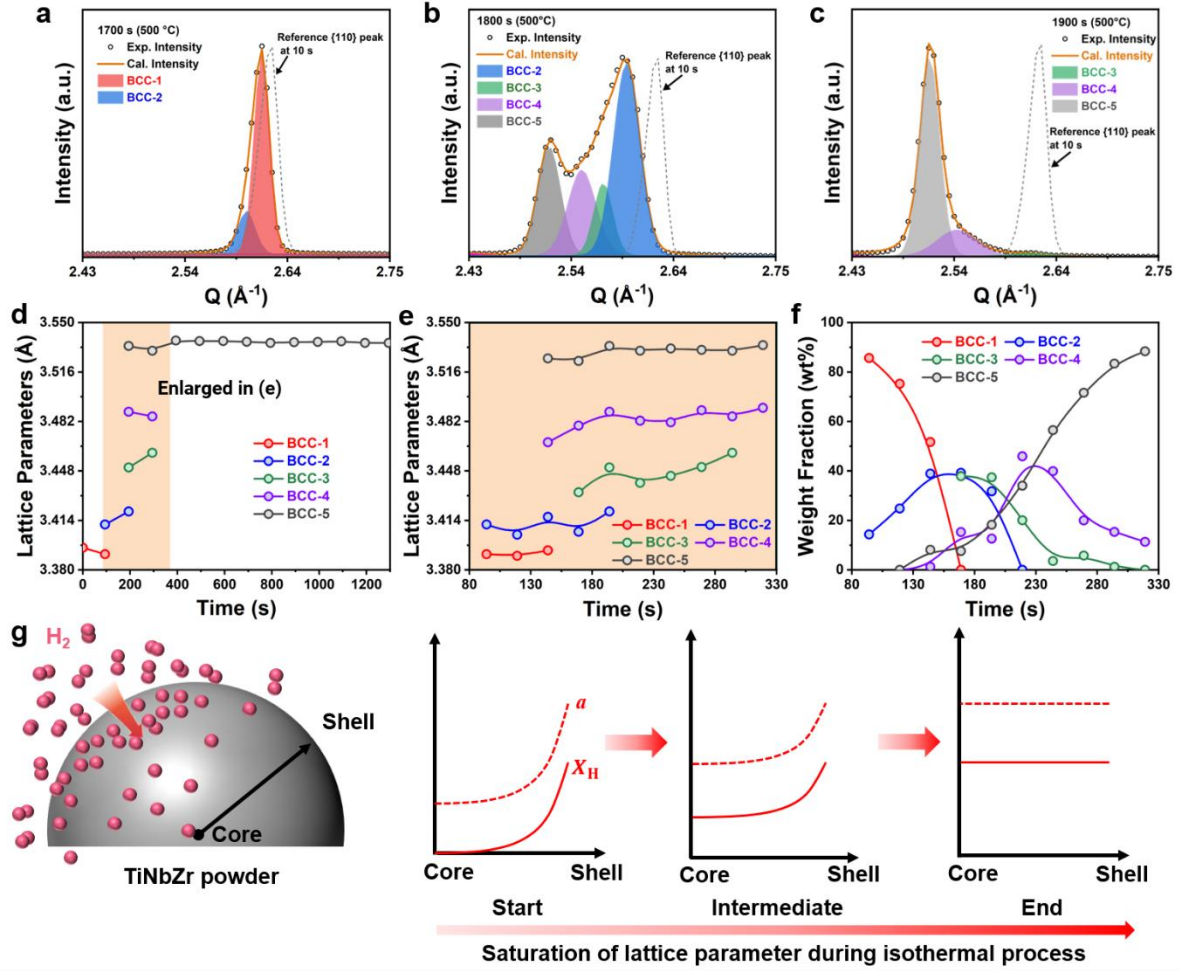 a
1700 s (500 °C)
Exp. Intensity
Cal. Intensity
BCC-1
BCC-2
Reference {110} peak
at 10 s
Intensity (a.u.)
2.43 2.54 2.64 2.75
Q (Å-1)
b
1800 s (500°C)
Exp. Intensity
Cal. Intensity
BCC-2
BCC-3
BCC-4
BCC-5
Reference {110} peak
at 10 s
Intensity (a.u.)
2.43 2.54 2.64 2.75
Q (Å-1)
c
1900 s (500°C)
Exp. Intensity
Cal. Intensity
BCC-3
BCC-4
BCC-5
Reference {110} peak
at 10 s
Intensity (a.u.)
2.43 2.54 2.64 2.75
Q (Å-1)
d
Lattice Parameters (Å)
3.550
3.516
3.482
3.448
3.414
3.380
Enlarged in (e)
BCC-1
BCC-2
BCC-3
BCC-4
BCC-5
0 200 400 600 800 1000 1200
Time (s)
e
Lattice Parameters (Å)
3.550
3.516
3.482
3.448
3.414
3.380
BCC-1 BCC-2
BCC-3 BCC-4
BCC-5
80 130 180 230 280 330
Time (s)
f
Weight Fraction (wt%)
100
80
60
40
20
0
BCC-1 BCC-2
BCC-3 BCC-4
BCC-5
80 130 180 230 280 330
Time (s)
g
H2
Shell
Core
TiNbZr powder
a
XH
Core Shell
Start
Core Shell
Intermediate
Core Shell
End
Saturation of lattice parameter during isothermal process